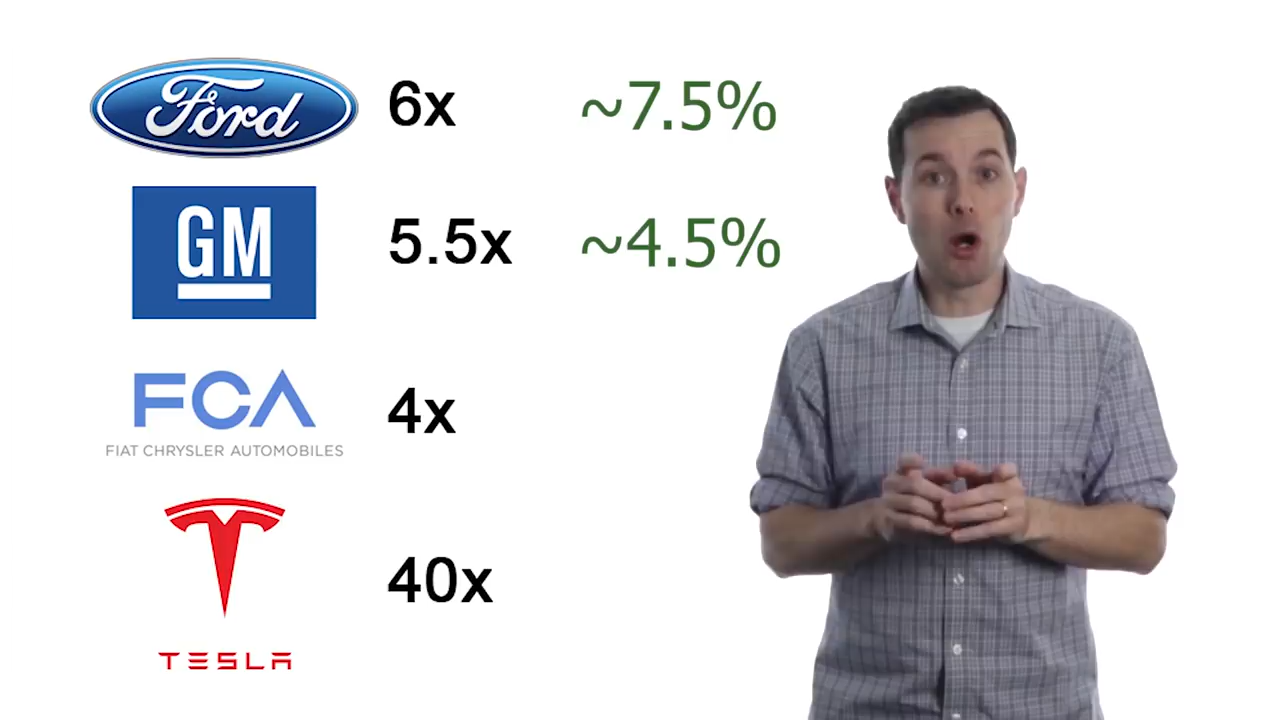 Ford 6x ~7.5%
GM 5.5x ~4.5%
FCA 4x
FIAT CHRYSLER AUTOMOBILES
40x
TESLA